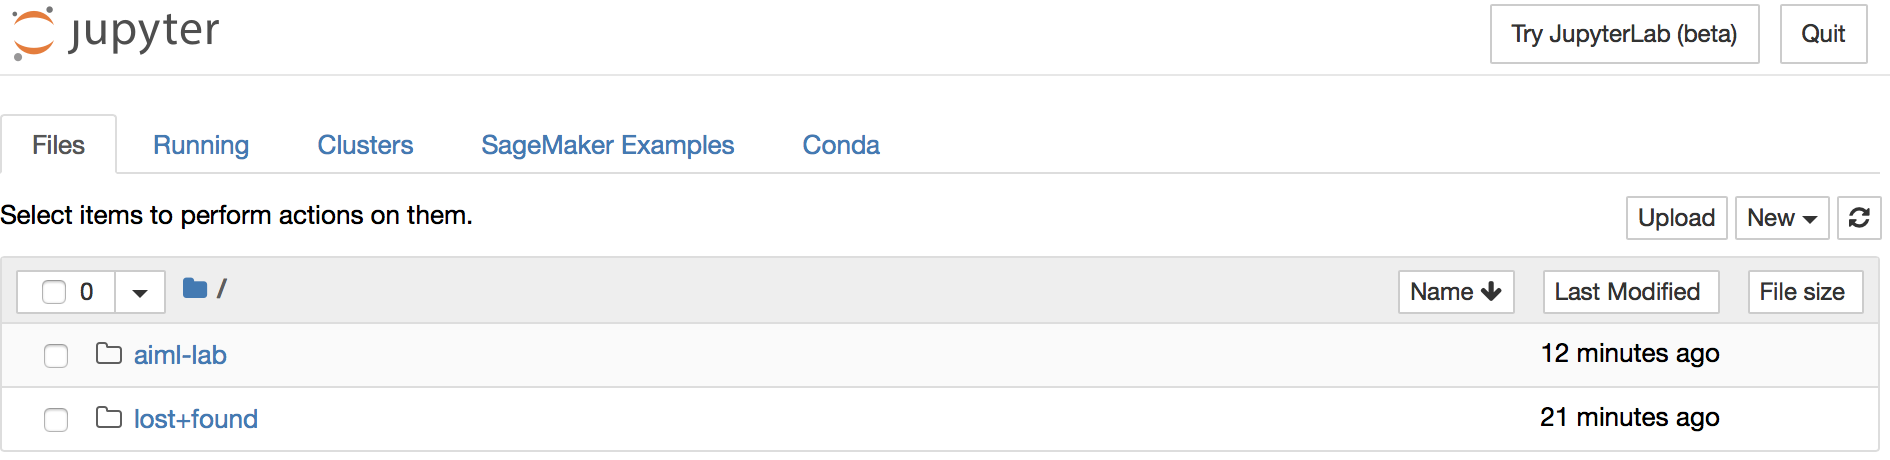 jupyter
Try JupyterLab (beta) Quit
Files Running Clusters SageMaker Examples Conda
Select items to perform actions on them.
Upload New
0 / Name Last Modified File size
aiml-lab 12 minutes ago
lost+found 21 minutes ago